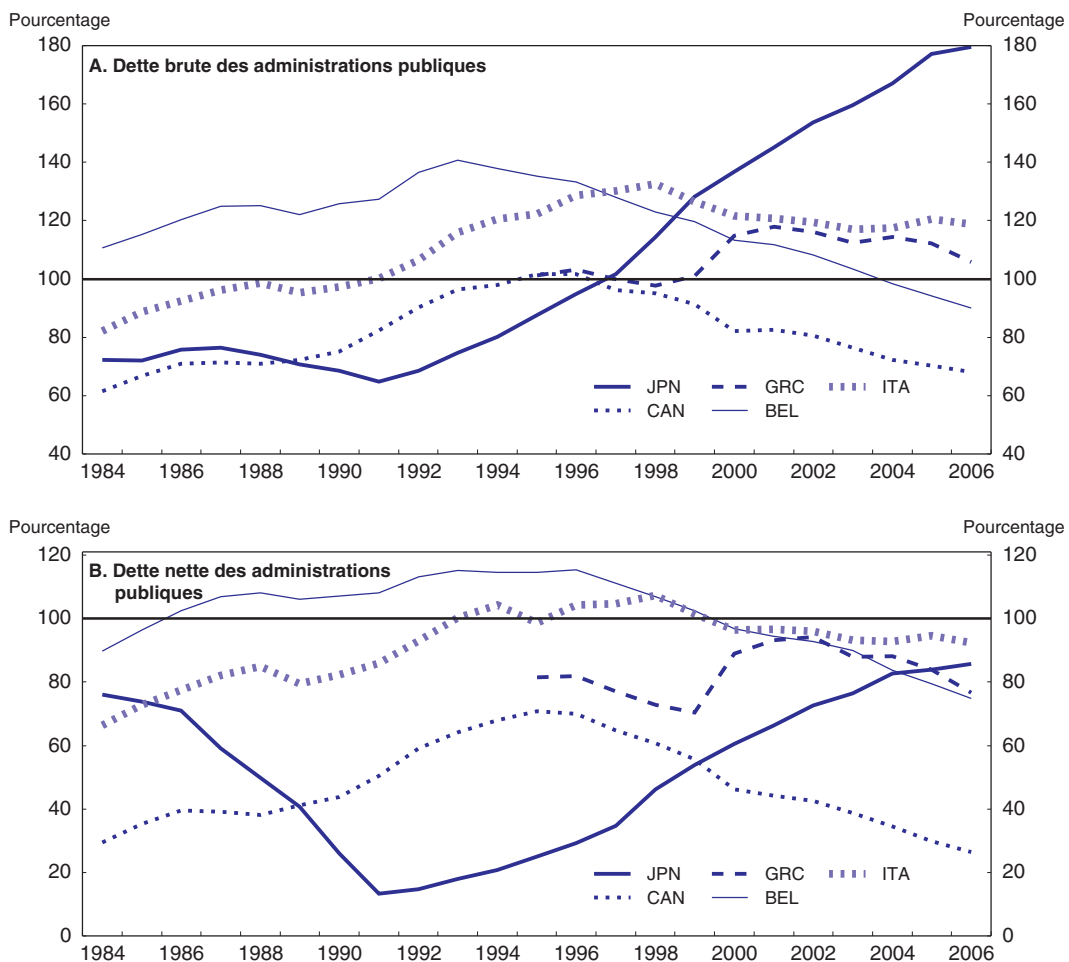 Pourcentage Pourcentage
180 180
A. Dette brute des administrations publiques
160 160
140 140
120 120
100 100
80 80
JPN GRC ITA
60 60
CAN BEL
40 40
1984 1986 1988 1990 1992 1994 1996 1998 2000 2002 2004 2006
Pourcentage Pourcentage
120 120
B. Dette nette des administrations
publiques
100 100
80 80
60 60
40 40
20 20
JPN GRC ITA
CAN BEL
0 0
1984 1986 1988 1990 1992 1994 1996 1998 2000 2002 2004 2006